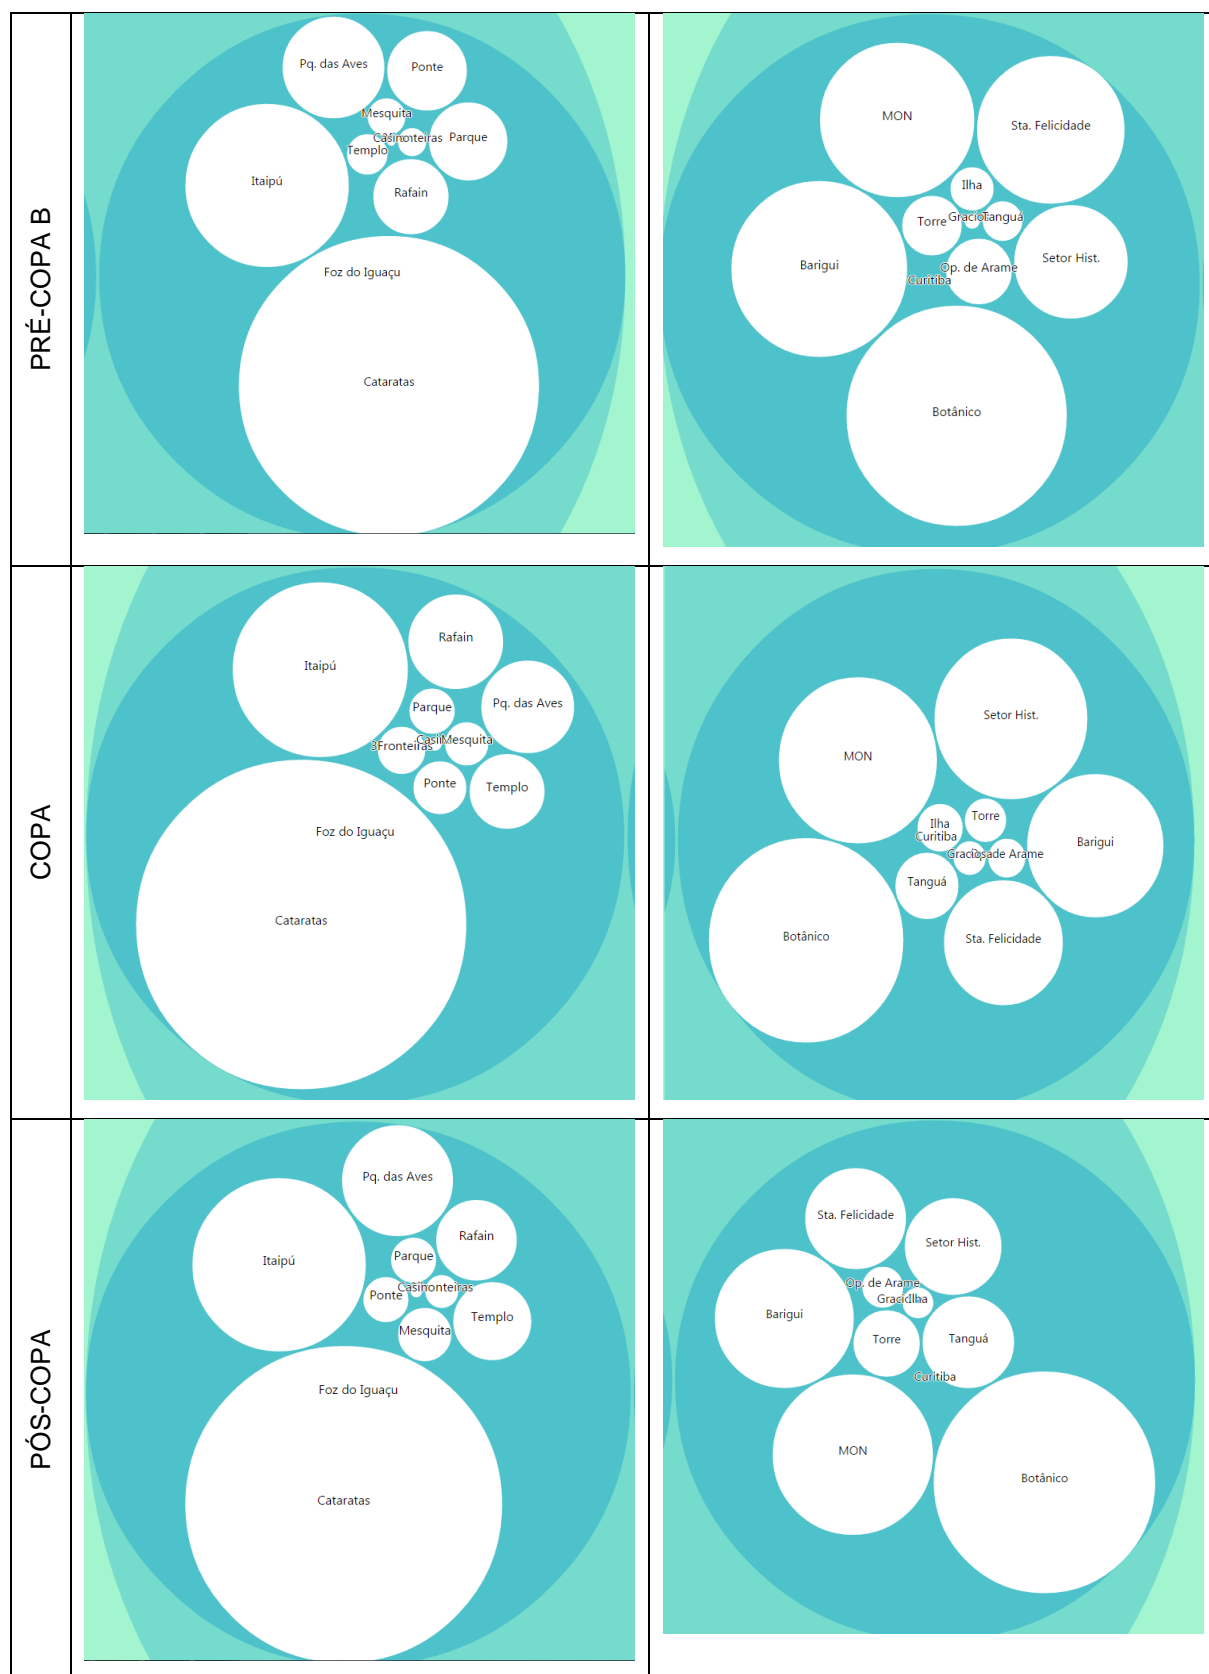 PRÉ-COPA B
Pq. das Aves
Ponte
Mesquita
Parque
Templo
Itaipú
Rafain
Foz do Iguaçu
Cataratas
MON
Sta. Felicidade
Ilha
Torre
Tanguá
Setor Hist.
Barigui
Op. de Arame
Curitiba
Botânico
COPA
Rafain
Itaipú
Parque
Pq. das Aves
3Fronteiras
Mesquita
Ponte
Templo
Foz do Iguaçu
Cataratas
Setor Hist.
MON
Torre
Ilha
Curitiba
Barigui
de Arame
Tanguá
Botânico
Sta. Felicidade
PÓS-COPA
Pq. das Aves
Rafain
Parque
Itaipú
Ponte
Templo
Mesquita
Foz do Iguaçu
Cataratas
Sta. Felicidade
Setor Hist.
Op. de Arame
Ilha
Barigui
Torre
Tanguá
Curitiba
MON
Botânico